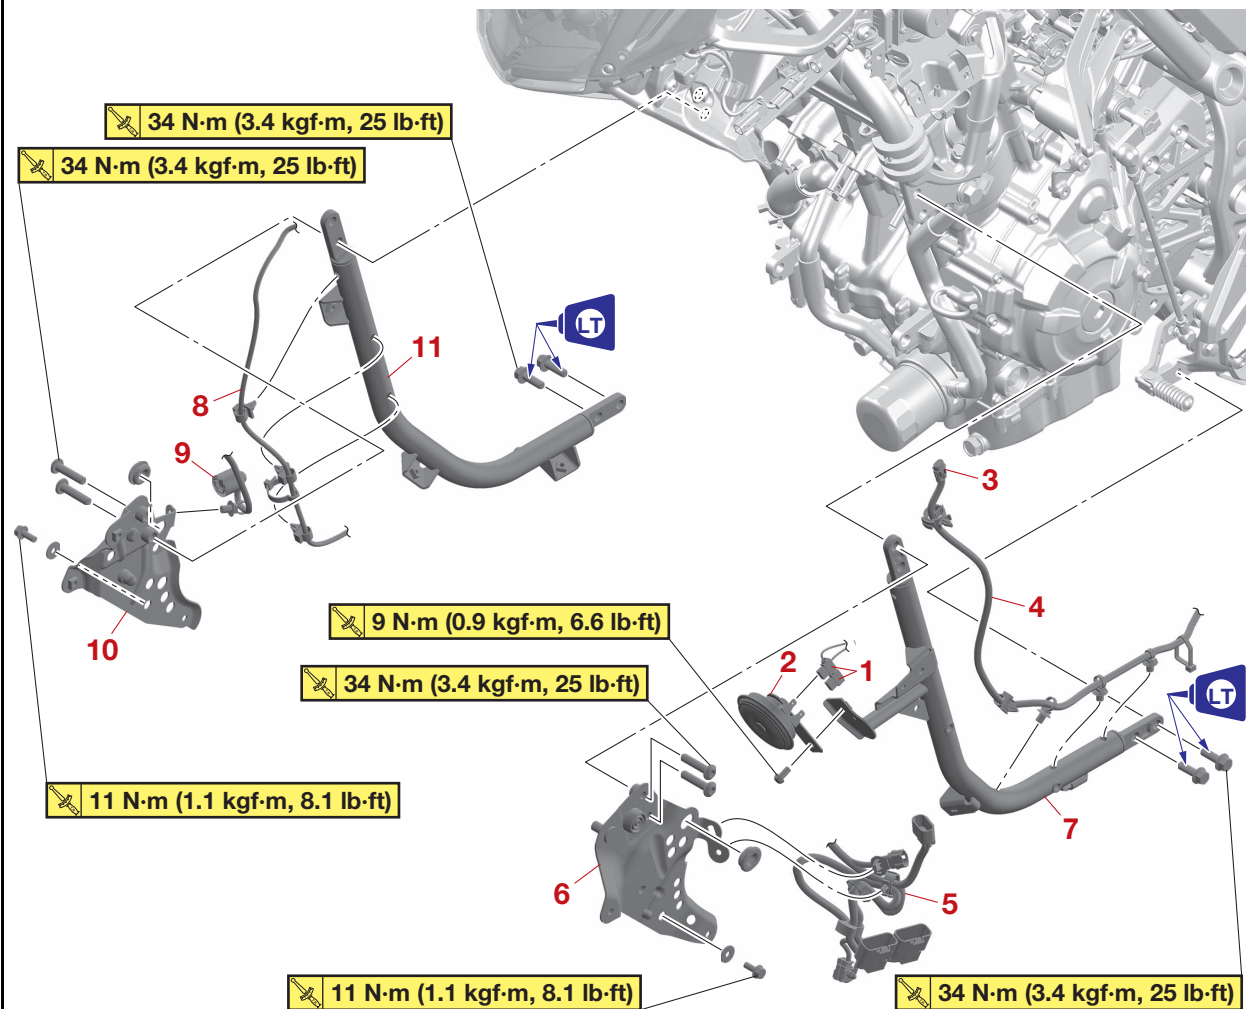 34 N·m (3.4 kgf·m, 25 lb·ft)
34 N·m (3.4 kgf·m, 25 lb·ft)
LT
11
8
9
3
10
4
9 N·m (0.9 kgf·m, 6.6 lb·ft)
2
1
34 N·m (3.4 kgf·m, 25 lb·ft)
LT
11 N·m (1.1 kgf·m, 8.1 lb·ft)
7
6
5
11 N·m (1.1 kgf·m, 8.1 lb·ft)
34 N·m (3.4 kgf·m, 25 lb·ft)